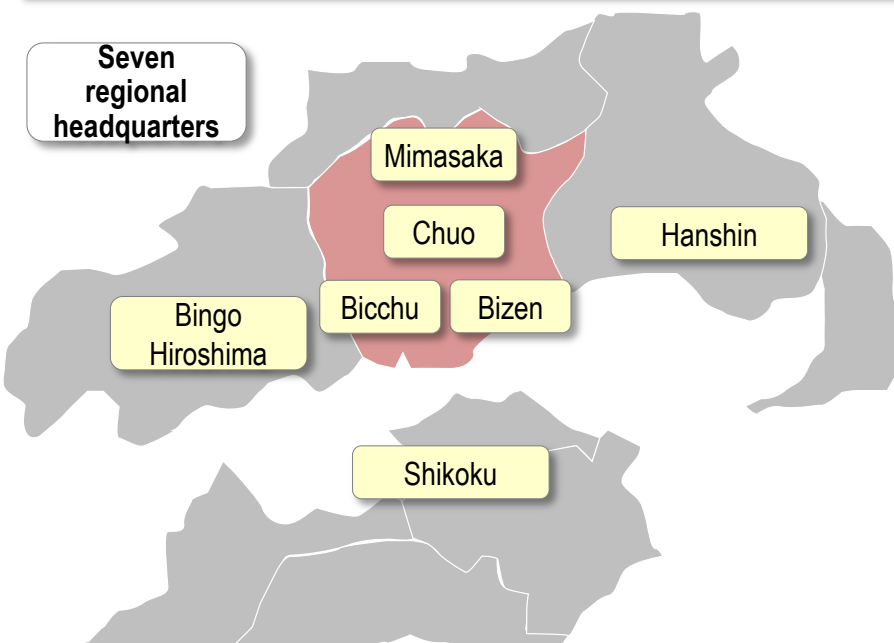 Seven
regional
headquarters
Mimasaka
Chuo
Hanshin
Bicchu
Bizen
Bingo
Hiroshima
Shikoku